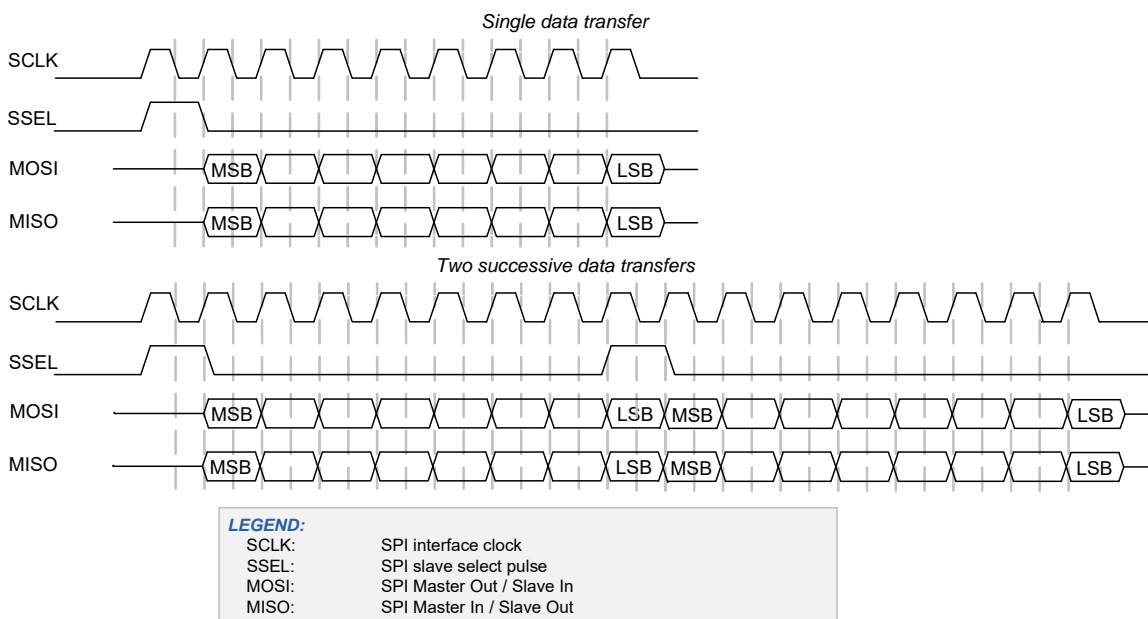 Single data transfer
SCLK
SSEL
MOSI MSB LSB
MISO MSB LSB
Two successive data transfers
SCLK
SSEL
MOSI MSB LSB MSB LSB
MISO MSB LSB MSB LSB
LEGEND:
SCLK: SPI interface clock
SSEL: SPI slave select pulse
MOSI: SPI Master Out / Slave In
MISO: SPI Master In / Slave Out